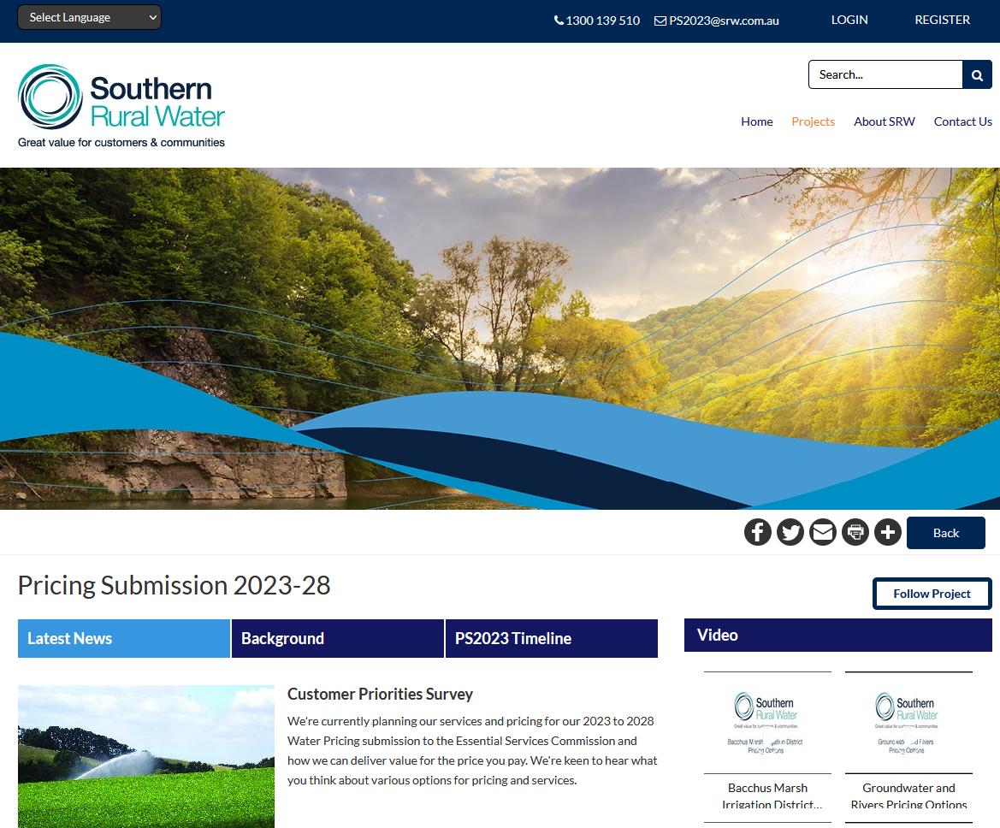 Select Language
1300 139 510
PS2023@srw.com.au
LOGIN
REGISTER
Southern
Rural Water
Great value for customers & communities
Search...
Home
Projects
About SRW
Contact Us
Back
Pricing Submission 2023-28
Follow Project
Latest News
Background
PS2023 Timeline
Customer Priorities Survey
We're currently planning our services and pricing for our 2023 to 2028
Water Pricing submission to the Essential Services Commission and
how we can deliver value for the price you pay. We're keen to hear what
you think about various options for pricing and services.
Video
Southern
Rural Water
Great value for customers & communities
Bacchus Marsh Irrigation District
Pricing Options
Bacchus Marsh
Irrigation District...
Southern
Rural Water
Great value for customers & communities
Groundwater and Rivers
Pricing Options
Groundwater and
Rivers Pricing Options